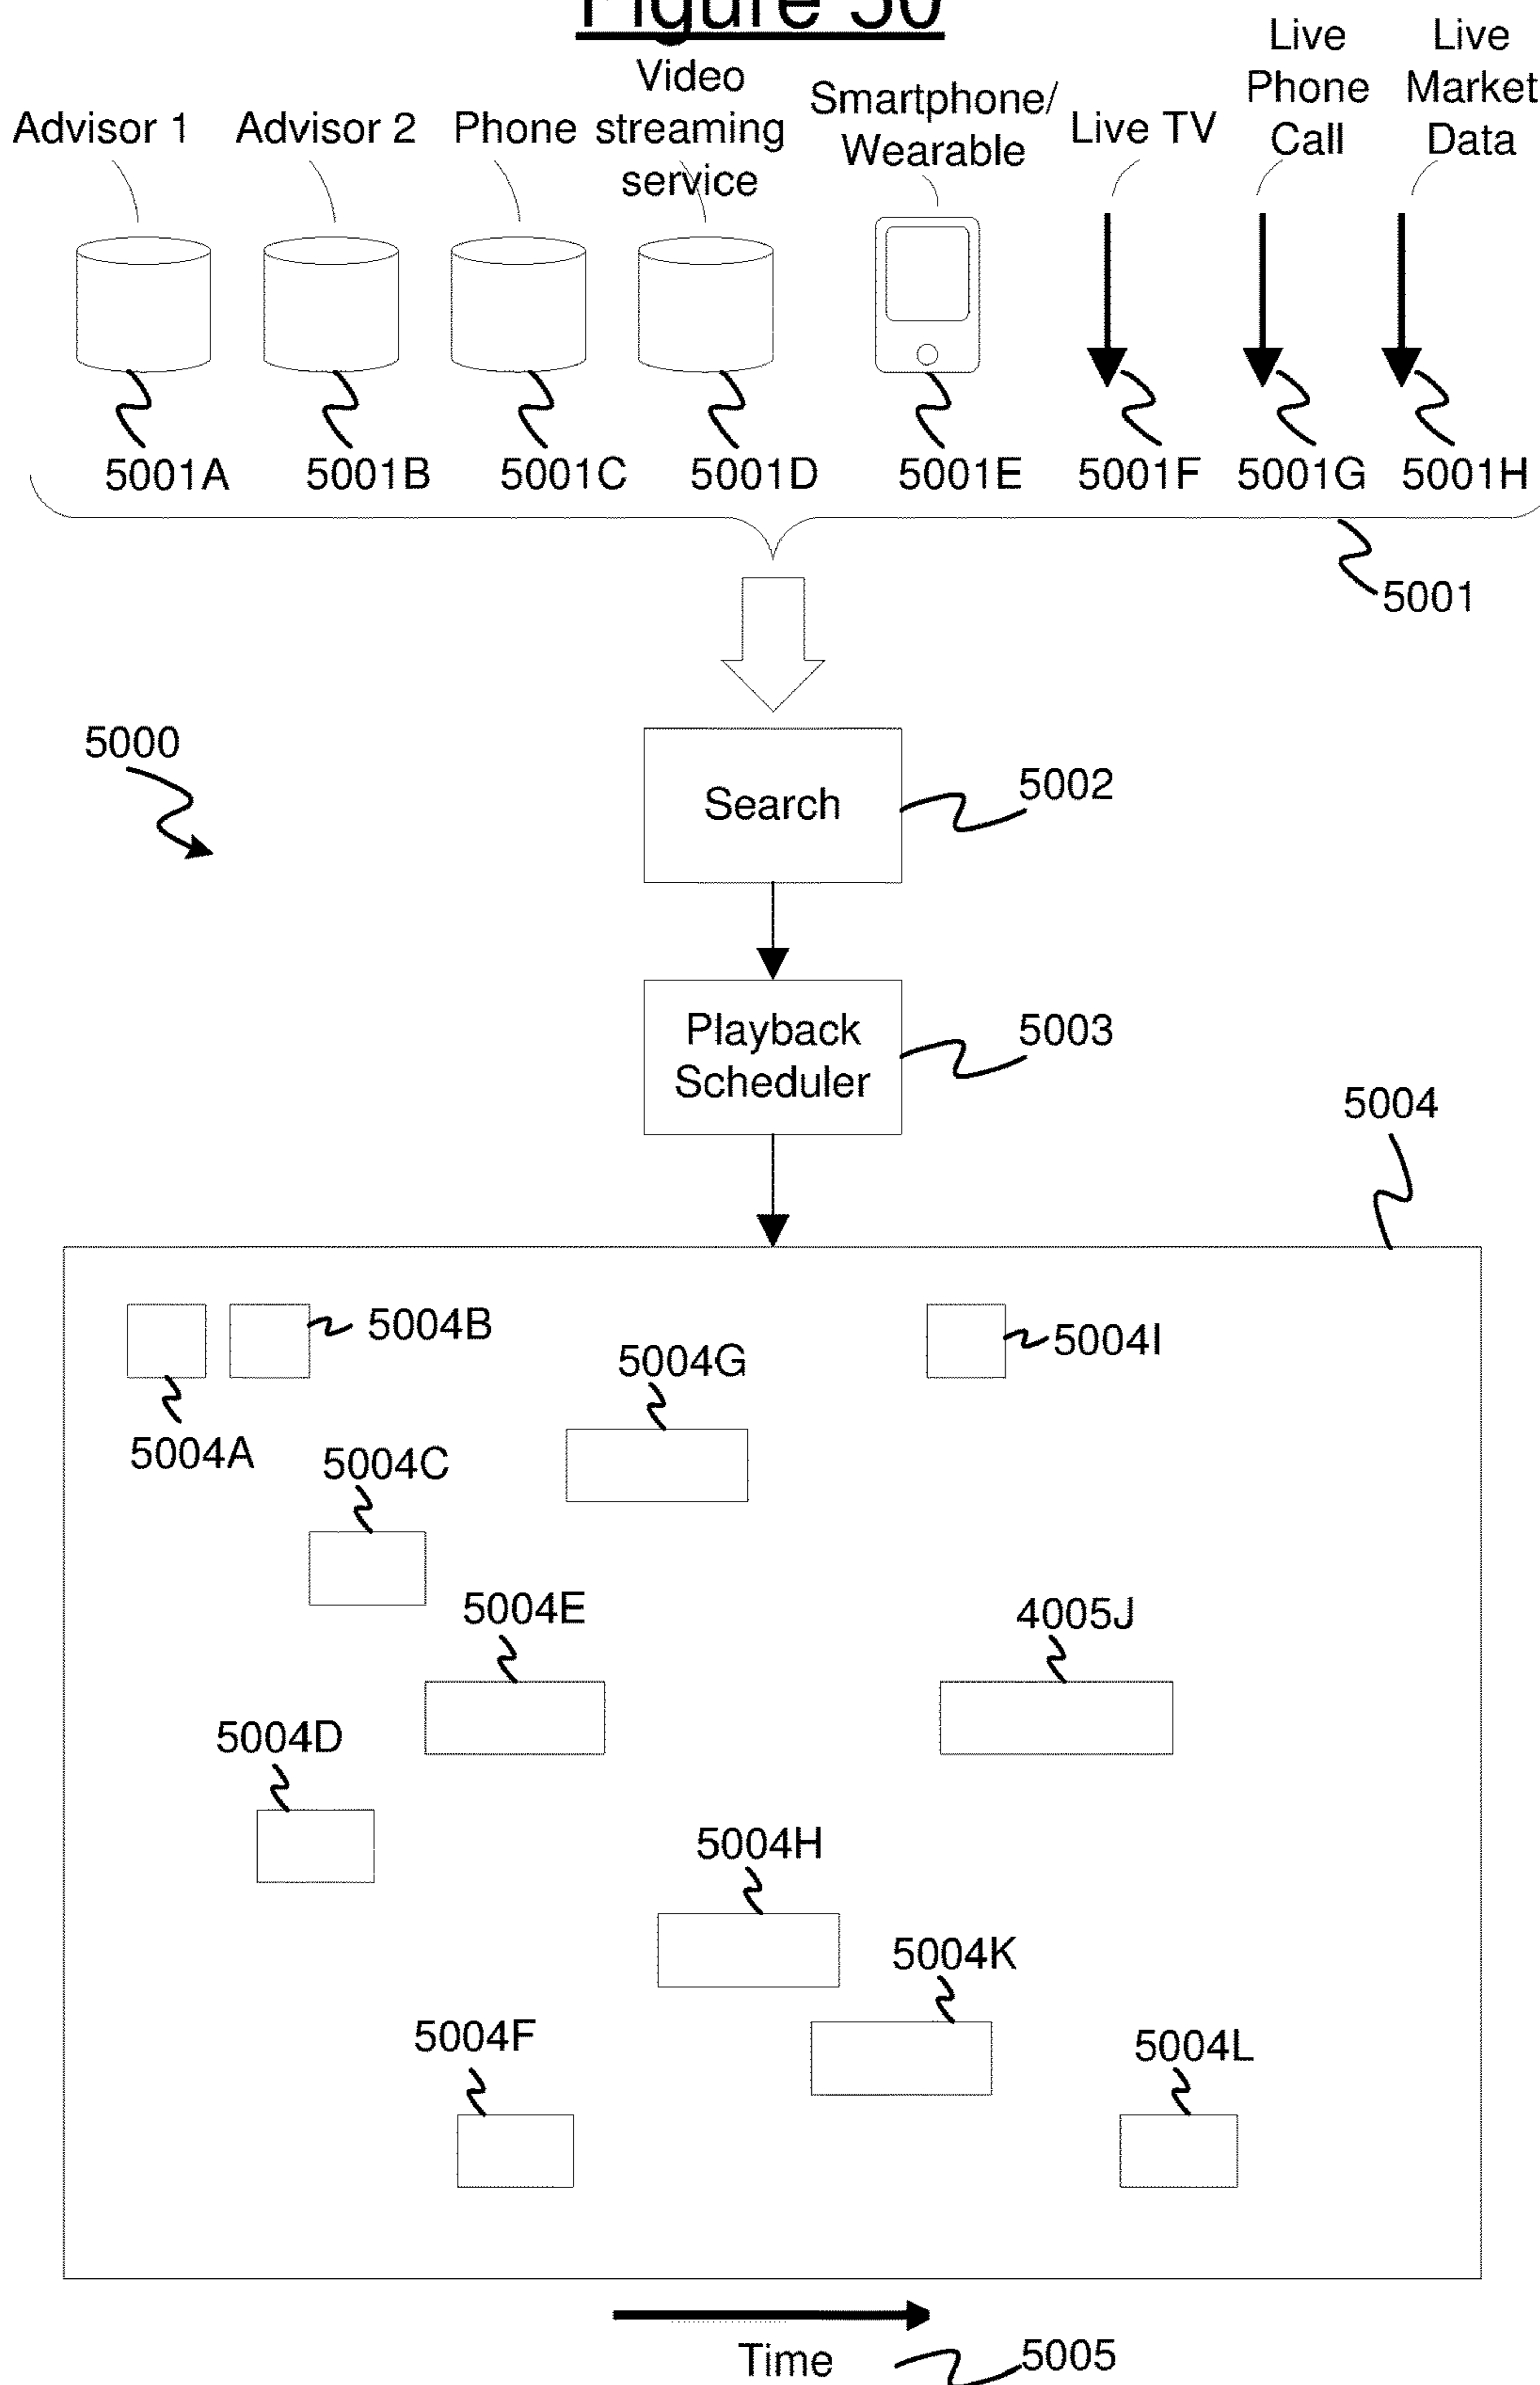 Figure 50
Live Live
Video
Smartphone/ Phone Market
Advisor 1 Advisor 2 Phone streaming Wearable Live TV Call Data
service
5001A 5001B 5001C 5001D 5001E 5001F 5001G 5001H
5001
5000
Search 5002
Playback
Scheduler
5003
5004
5004B
5004I
5004G
5004A
5004C
5004E
4005J
5004D
5004H
5004K
5004F
5004L
Time
5005